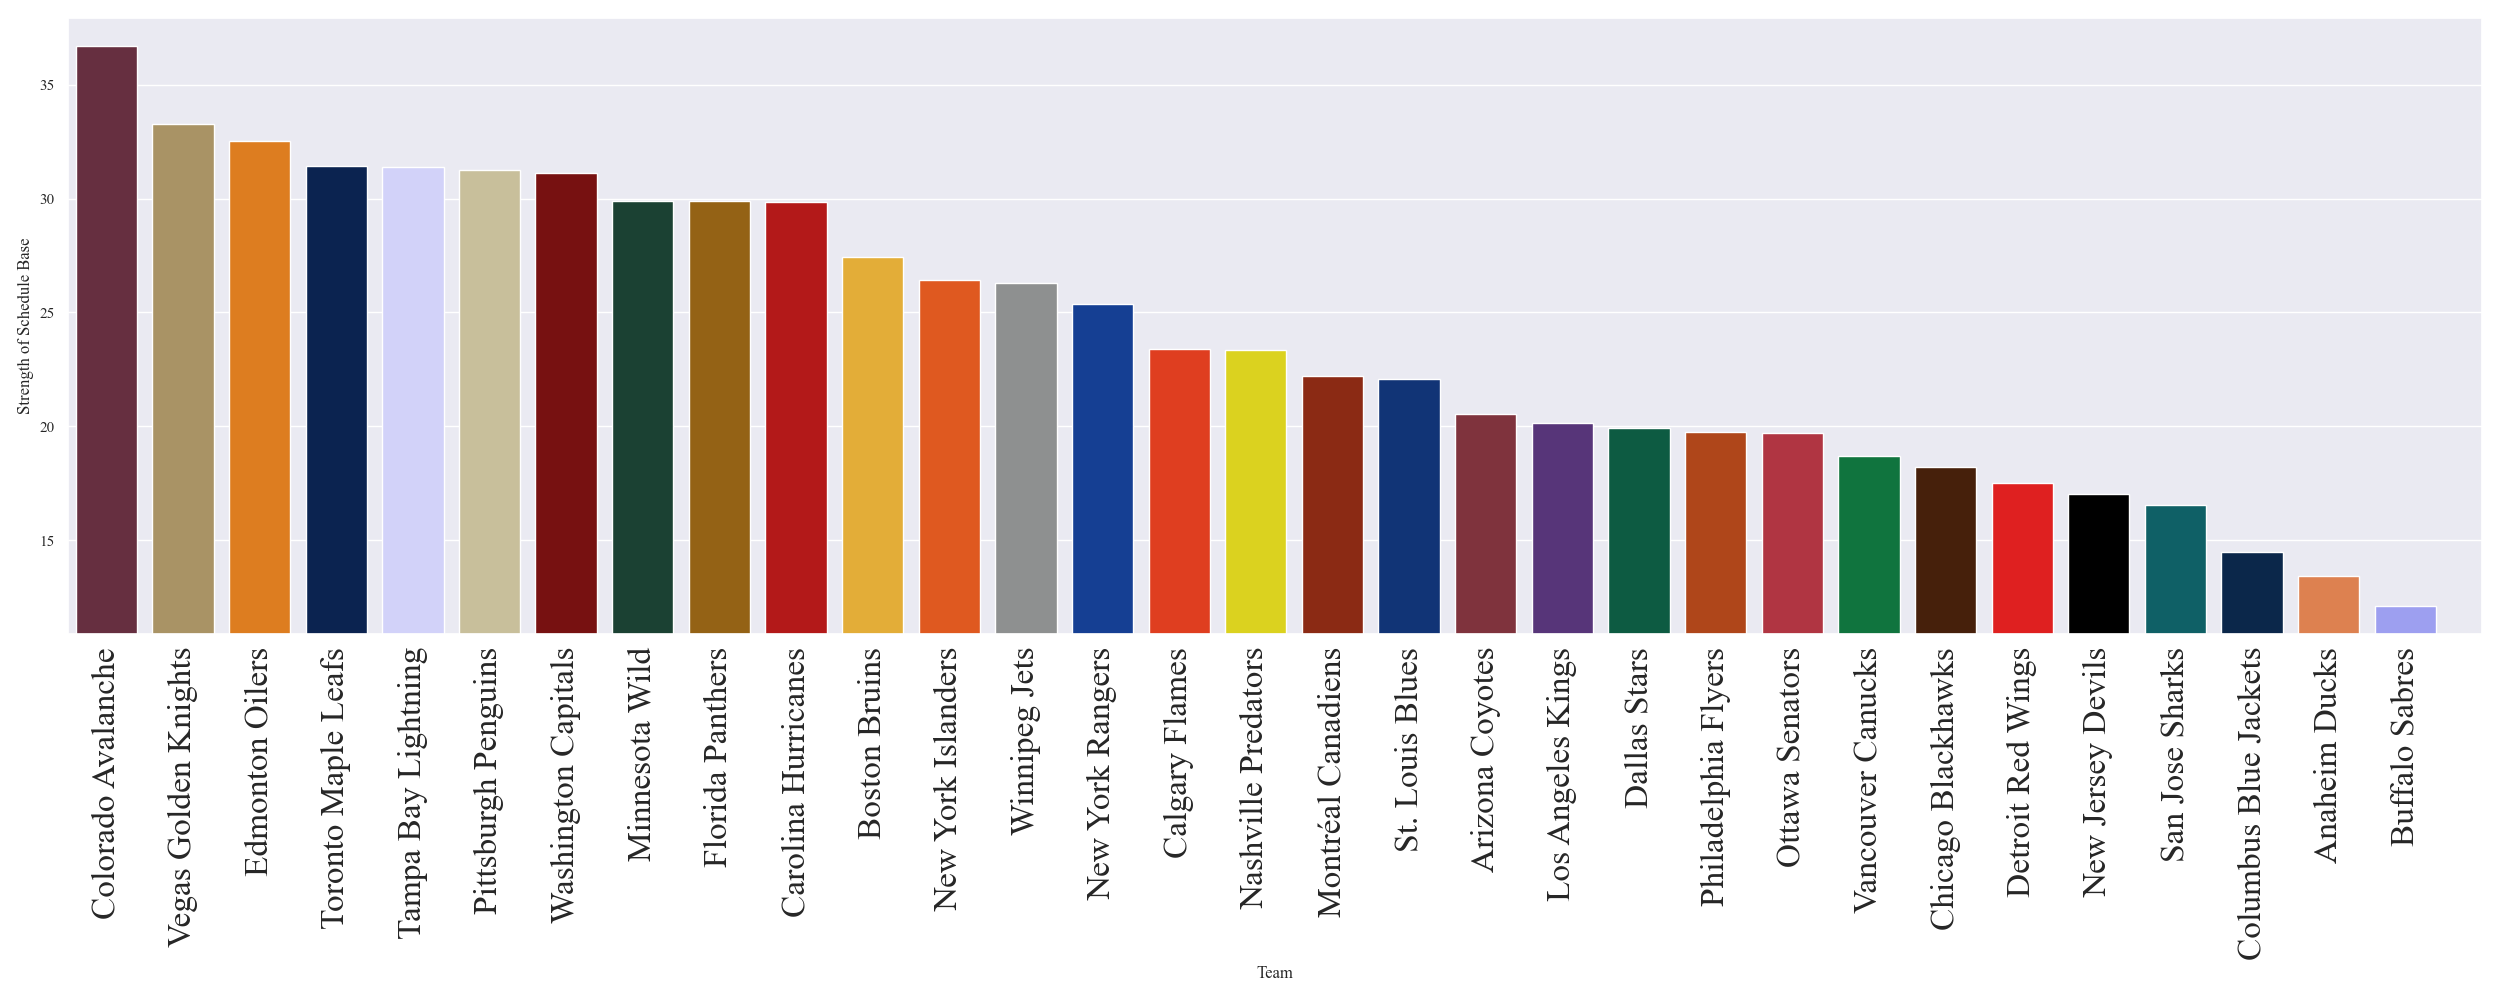 35
30
25
20
15
Strength of Schedule Base
Colorado Avalanche
Vegas Golden Knights
Edmonton Oilers
Toronto Maple Leafs
Tampa Bay Lightning
Pittsburgh Penguins
Washington Capitals
Minnesota Wild
Florida Panthers
Carolina Hurricanes
Boston Bruins
New York Islanders
Winnipeg Jets
New York Rangers
Calgary Flames
Nashville Predators
Montréal Canadiens
St. Louis Blues
Arizona Coyotes
Los Angeles Kings
Dallas Stars
Philadelphia Flyers
Ottawa Senators
Vancouver Canucks
Chicago Blackhawks
Detroit Red Wings
New Jersey Devils
San Jose Sharks
Columbus Blue Jackets
Anaheim Ducks
Buffalo Sabres
Team